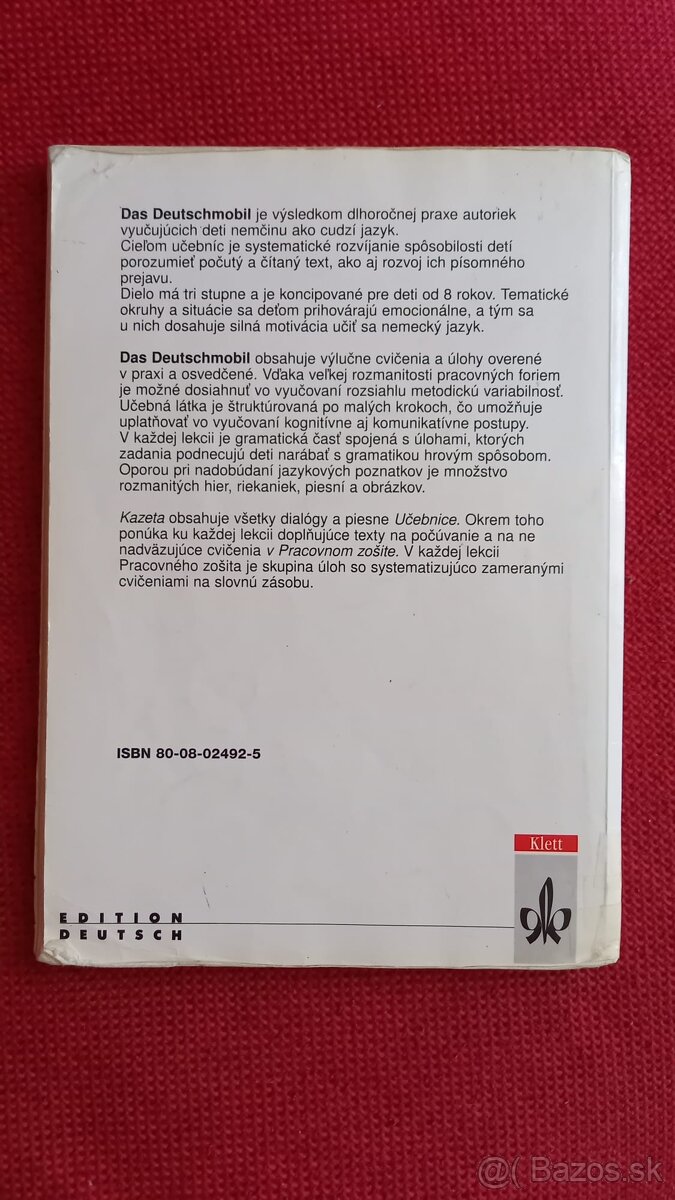 Das Deutschmobil je výsledkom dlhoročnej praxe autoriek
vyučujúcich deti nemčinu ako cudzí jazyk.
Cieľom učebníc je systematické rozvíjanie spôsobilosti detí
porozumieť počutý a čítaný text, ako aj rozvoj ich písomného
prejavu.
Dielo má tri stupne a je koncipované pre deti od 8 rokov. Tematické
okruhy a situácie sa deťom prihovárajú emocionálne, a tým sa
u nich dosahuje silná motivácia učiť sa nemecký jazyk.
Das Deutschmobil obsahuje výlučne cvičenia a úlohy overené
v praxi a osvedčené. Vďaka veľkej rozmanitosti pracovných foriem
je možné dosiahnuť vo vyučovaní rozsiahlu metodickú variabilnosť.
Učebná látka je štruktúrovaná po malých krokoch, čo umožňuje
uplatňovať vo vyučovaní kognitívne aj komunikatívne postupy.
V každej lekcii je gramatická časť spojená s úlohami, ktorých
zadania podnecujú deti narábať s gramatikou hrovým spôsobom.
Oporou pri nadobúdaní jazykových poznatkov je množstvo
rozmanitých hier, riekaniek, piesní a obrázkov.
Kazeta obsahuje všetky dialógy a piesne Učebnice. Okrem toho
ponúka ku každej lekcii doplňujúce texty na počúvanie a na ne
nadväzujúce cvičenia v Pracovnom zošite. V každej lekcii
Pracovného zošita je skupina úloh so systematizujúco zameranými
cvičeniami na slovnú zásobu.
ISBN 80-08-02492-5
Klett
EDITION
DEUTSCH
@( Bazos.sk